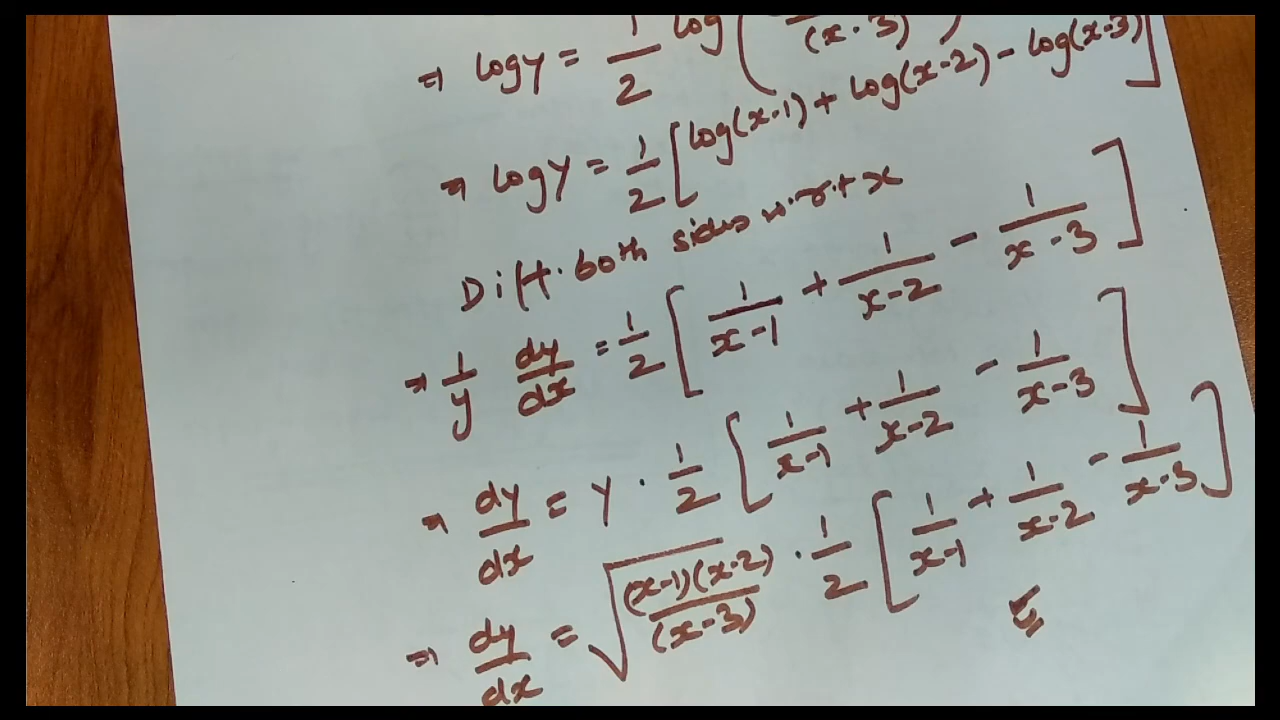 ⇒ logy = 1/2 log( /(x-3))
⇒ logy = 1/2 [log(x-1) + log(x-2) - log(x-3)]
Diff. both sides w.r.t x
⇒ 1/y dy/dx = 1/2 [1/(x-1) + 1/(x-2) - 1/(x-3)]
⇒ dy/dx = y . 1/2 [1/(x-1) + 1/(x-2) - 1/(x-3)]
⇒ dy/dx = √((x-1)(x-2)/(x-3)) . 1/2 [1/(x-1) + 1/(x-2) - 1/(x-3)]